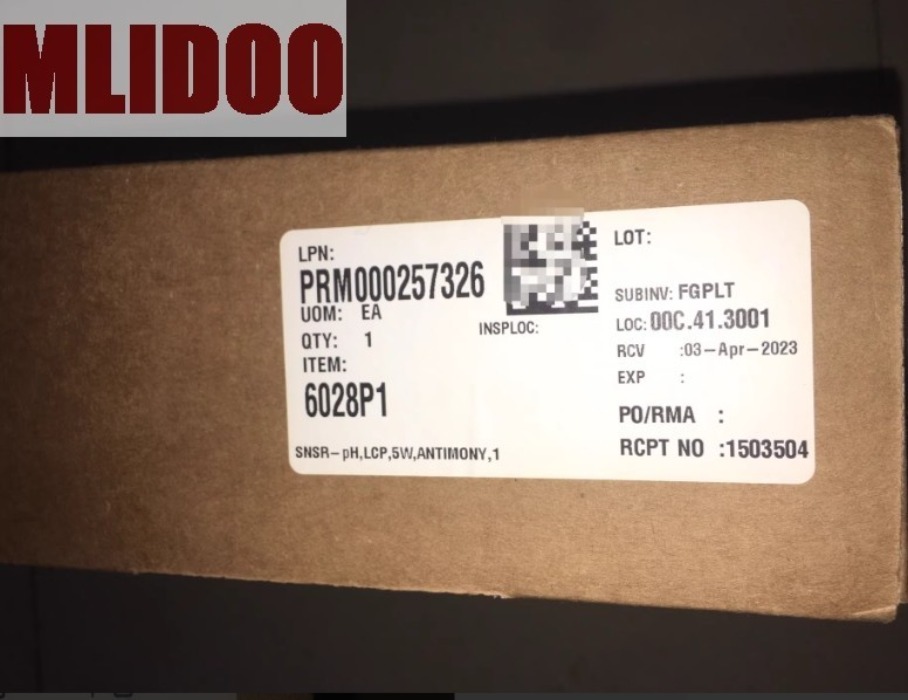 MLIDOO
LPN:
PRM000257326
UOM: EA
QTY: 1
INSPLOC:
ITEM:
6028P1
SNSR-pH,LCP,5W,ANTIMONY,1
LOT:
SUBINV: FGPLT
LOC: 00C.41.3001
RCV :03-Apr-2023
EXP :
PO/RMA :
RCPT NO :1503504